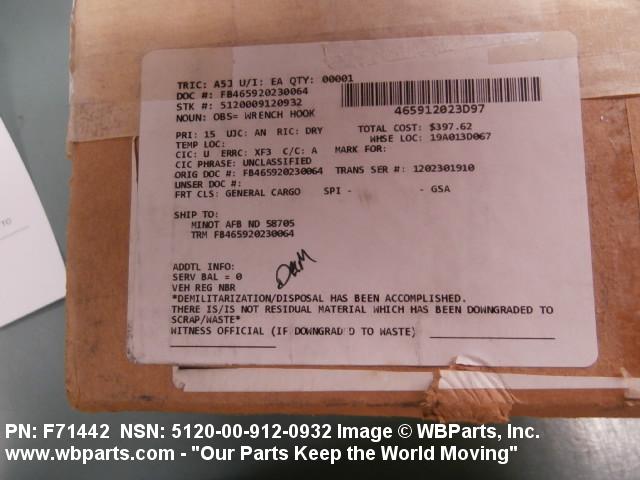 TRIC: A5J U/I: EA QTY: 00001
DOC #: FB465920230064
STK #: 5120009120932
NOUN: OBS= WRENCH HOOK
465912023D97
PRI: 15 UJC: AN RIC: DRY TOTAL COST: $397.62
TEMP LOC: WHSE LOC: 19A013D067
CIC: U ERRC: XF3 C/C: A MARK FOR:
CIC PHRASE: UNCLASSIFIED
ORIG DOC #: FB465920230064 TRANS SER #: 1202301910
UNSER DOC #:
FRT CLS: GENERAL CARGO SPI - - GSA
SHIP TO:
MINOT AFB ND 58705
TRM FB465920230064
ADDTL INFO:
SERV BAL = 0
VEH REG NBR
*DEMILITARIZATION/DISPOSAL HAS BEEN ACCOMPLISHED.
THERE IS/IS NOT RESIDUAL MATERIAL WHICH HAS BEEN DOWNGRADED TO
SCRAP/WASTE*
WITNESS OFFICIAL (IF DOWNGRADED TO WASTE)
TO
PN: F71442 NSN: 5120-00-912-0932 Image © WBParts, Inc.
www.wbparts.com - "Our Parts Keep the World Moving"